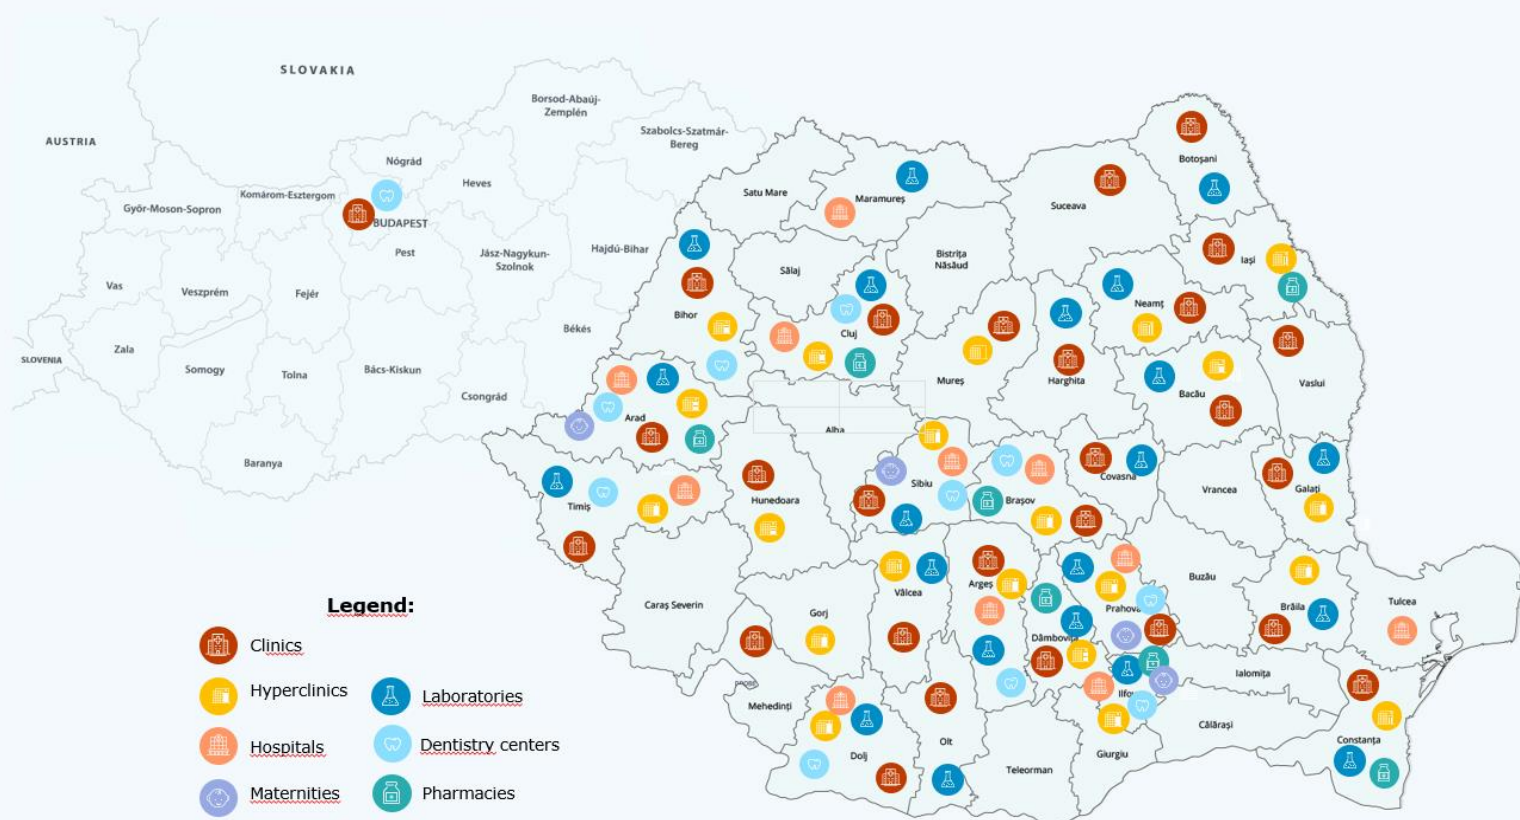 SLOVAKIA
Borsod-Abaúj-
Zemplén
AUSTRIA
Szabolcs-Szatmár-
Bereg
Nógrád
Botoșani
Heves
Komárom-Esztergom
Satu Mare
Maramureș
Győr-Moson-Sopron
Suceava
BUDAPEST
Pest
Hajdú-Bihar
Jász-Nagykun-
Szolnok
Bistrița
Năsăud
Iași
Sălaj
Vas
Veszprém
Fejér
Neamț
Bihor
Cluj
Békés
Zala
SLOVENIA
Somogy
Tolna
Bács-Kiskun
Mureș
Harghita
Vaslui
Csongrád
Bacău
Arad
Alba
Baranya
Sibiu
Covasna
Vrancea
Galați
Timiș
Hunedoara
Brașov
Caraș Severin
Gorj
Vâlcea
Argeș
Prahova
Buzău
Brăila
Tulcea
Dâmbovița
Legend:
Clinics
Hyperclinics
Laboratories
Hospitals
Dentistry centers
Maternities
Pharmacies
Ialomița
Mehedinți
Ilfov
Călărași
Dolj
Olt
Giurgiu
Constanța
Teleorman